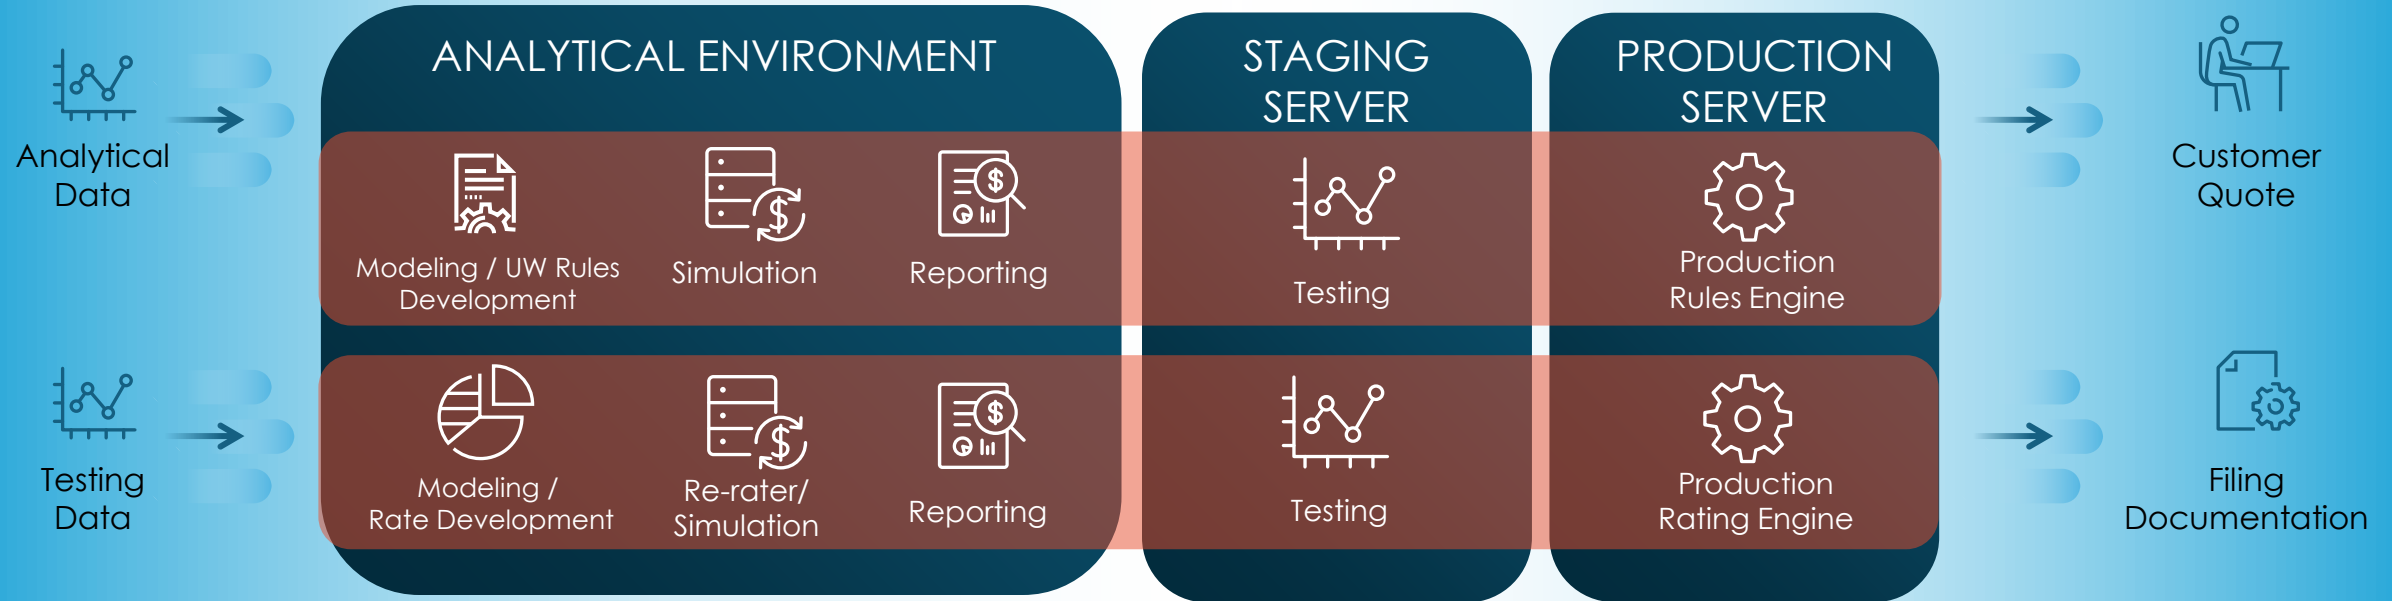 ANALYTICAL ENVIRONMENT
STAGING
SERVER
PRODUCTION
SERVER
Analytical
Data
Modeling / UW Rules
Development
Simulation
Reporting
Testing
Production
Rules Engine
Customer
Quote
Testing
Data
Modeling /
Rate Development
Re-rater/
Simulation
Reporting
Testing
Production
Rating Engine
Filing
Documentation